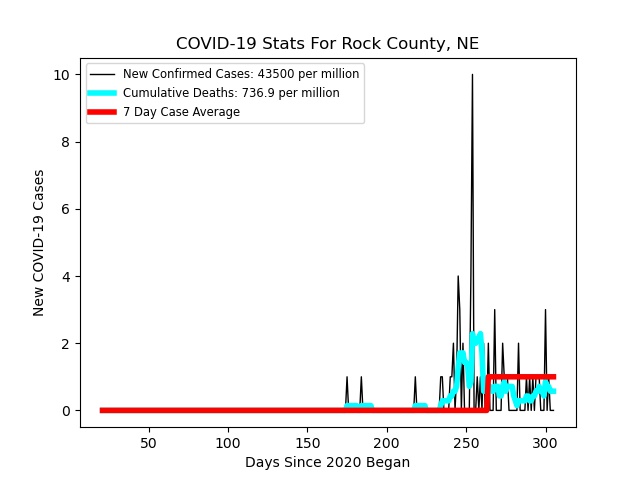 COVID-19 Stats For Rock County, NE
New Confirmed Cases: 43500 per million
Cumulative Deaths: 736.9 per million
7 Day Case Average
10
8
6
4
2
0
New COVID-19 Cases
50 100 150 200 250 300
Days Since 2020 Began